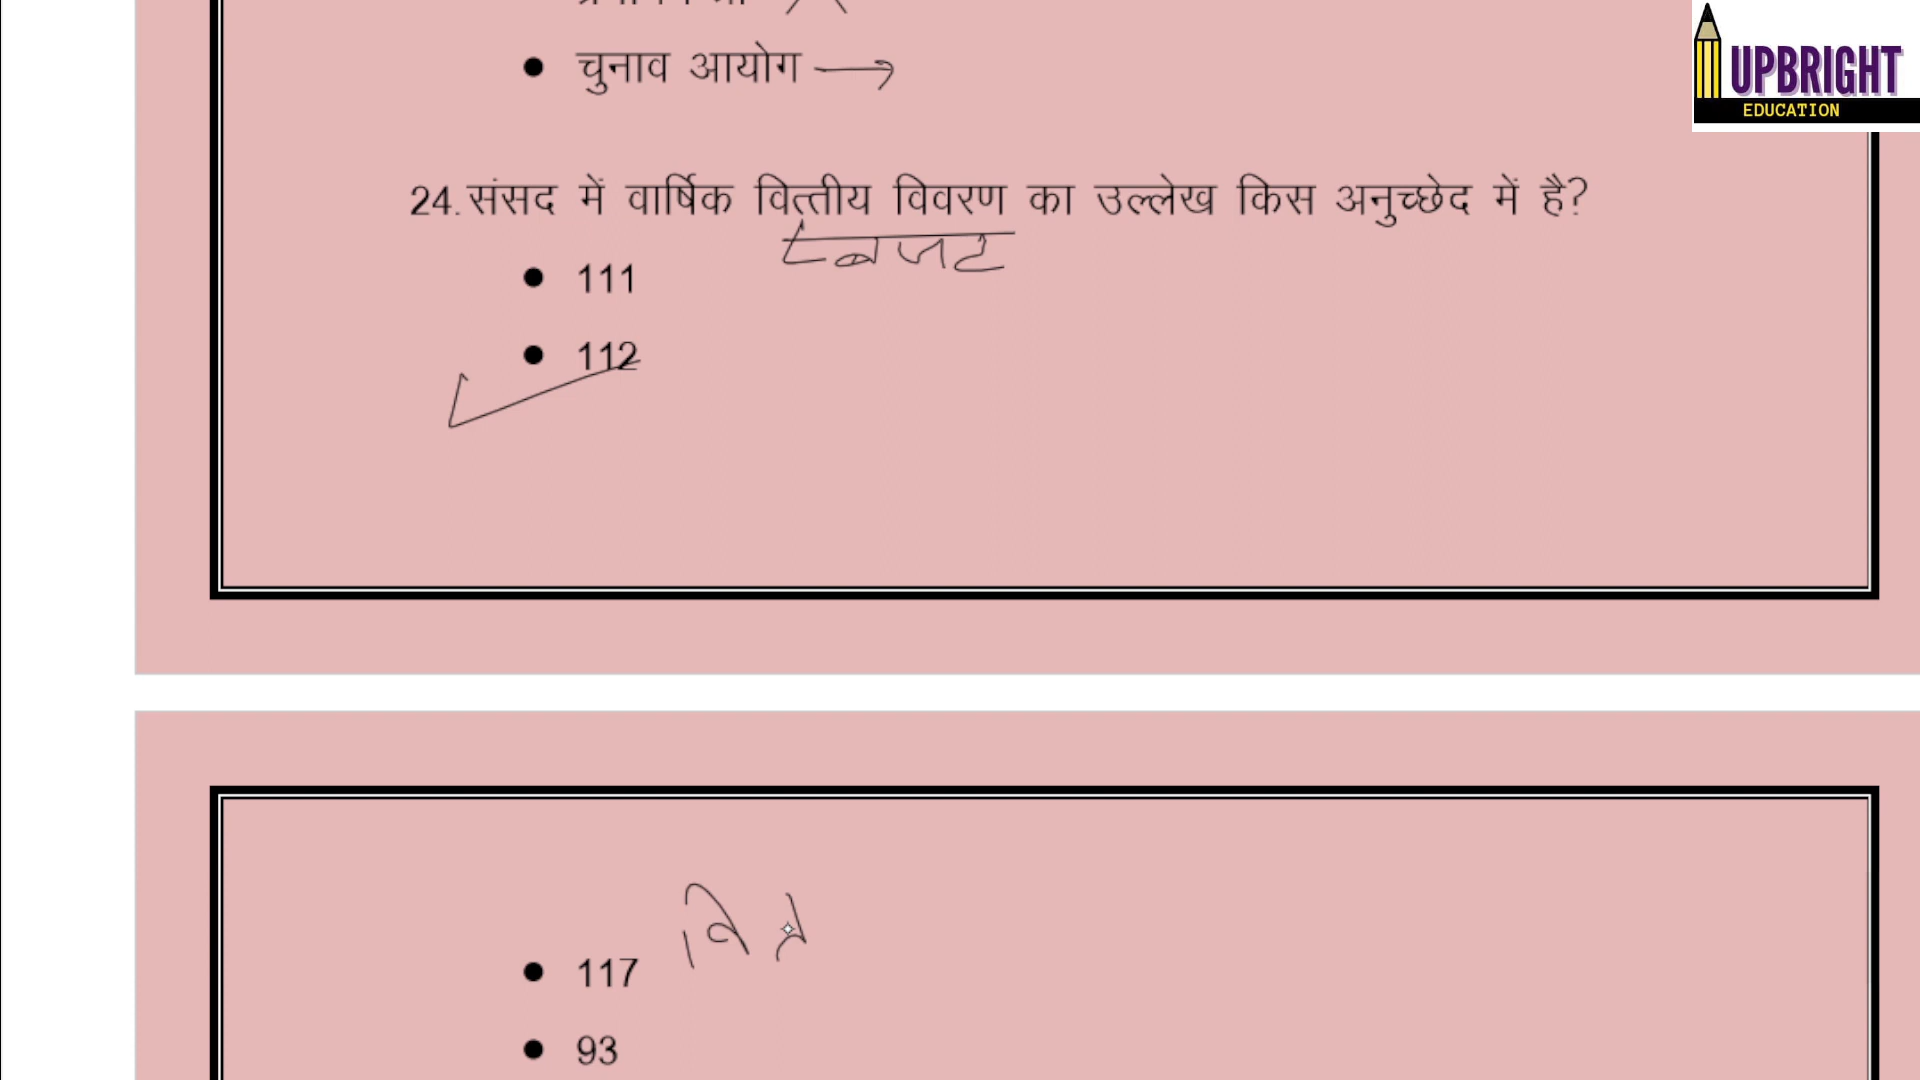 UPBRIGHT
EDUCATION
• चुनाव आयोग →
24. संसद में वार्षिक वित्तीय विवरण का उल्लेख किस अनुच्छेद में है?
बजट
• 111
• 112
• 117
• 93